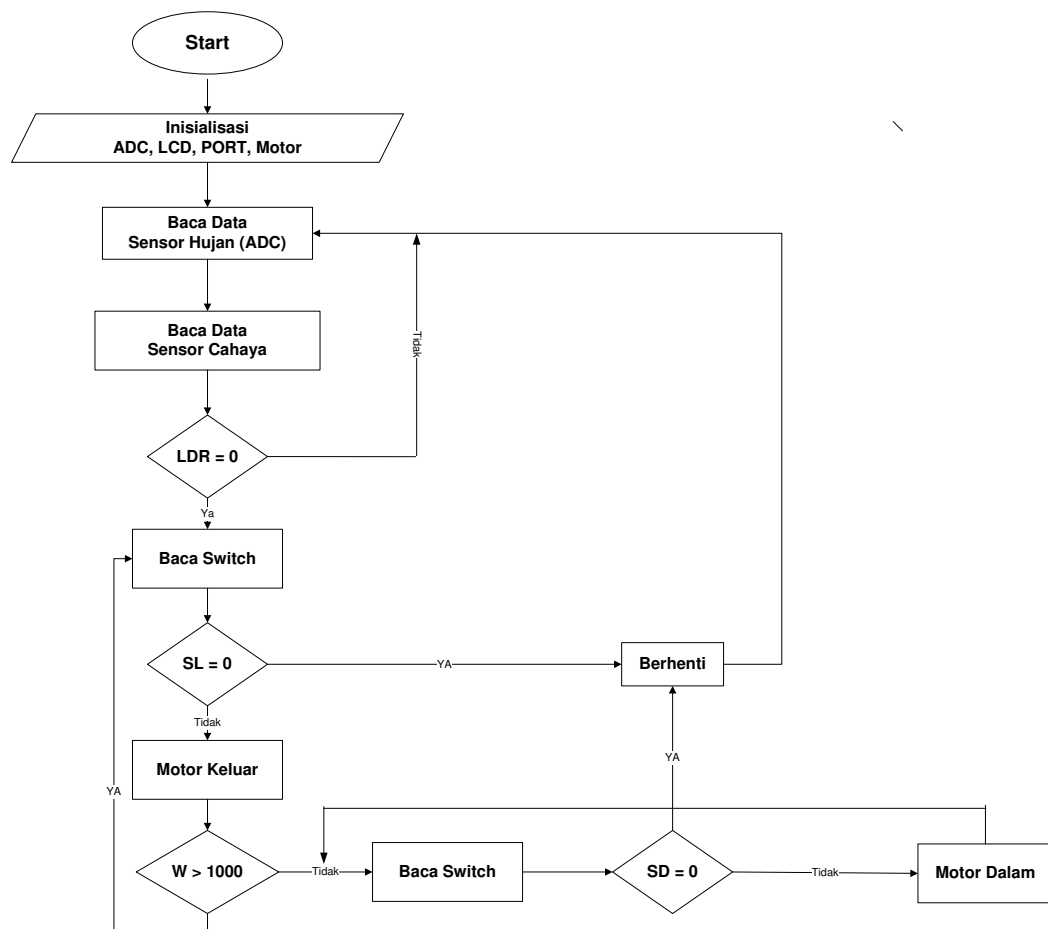 Start
Inisialisasi
ADC, LCD, PORT, Motor
Baca Data
Sensor Hujan (ADC)
Baca Data
Sensor Cahaya
Tidak
LDR = 0
Ya
Baca Switch
SL = 0
YA
Berhenti
Tidak
Motor Keluar
YA
YA
W > 1000
Tidak
Baca Switch
SD = 0
Tidak
Motor Dalam